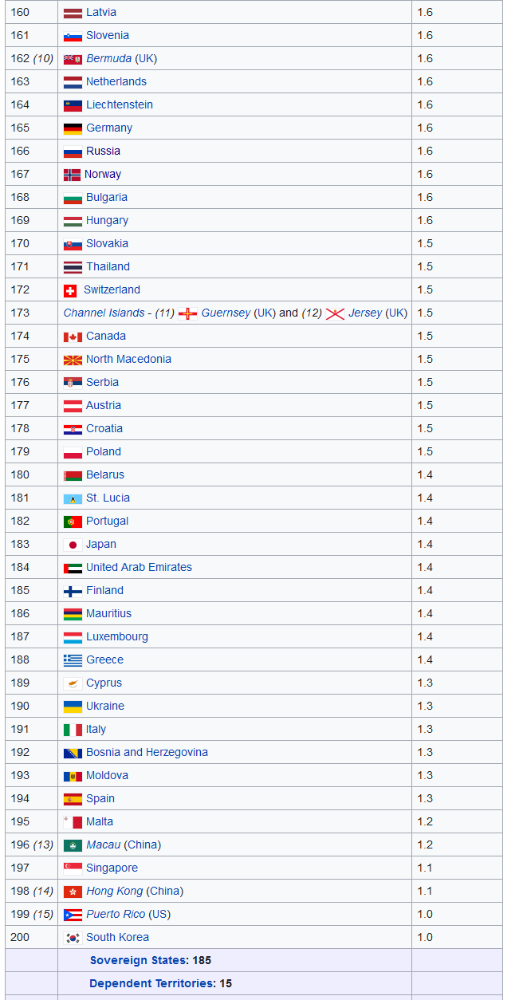 160 Latvia 1.6
161 Slovenia 1.6
162 (10) Bermuda (UK) 1.6
163 Netherlands 1.6
164 Liechtenstein 1.6
165 Germany 1.6
166 Russia 1.6
167 Norway 1.6
168 Bulgaria 1.6
169 Hungary 1.6
170 Slovakia 1.5
171 Thailand 1.5
172 Switzerland 1.5
173 Channel Islands - (11) Guernsey (UK) and (12) Jersey (UK) 1.5
174 Canada 1.5
175 North Macedonia 1.5
176 Serbia 1.5
177 Austria 1.5
178 Croatia 1.5
179 Poland 1.5
180 Belarus 1.4
181 St. Lucia 1.4
182 Portugal 1.4
183 Japan 1.4
184 United Arab Emirates 1.4
185 Finland 1.4
186 Mauritius 1.4
187 Luxembourg 1.4
188 Greece 1.4
189 Cyprus 1.3
190 Ukraine 1.3
191 Italy 1.3
192 Bosnia and Herzegovina 1.3
193 Moldova 1.3
194 Spain 1.3
195 Malta 1.2
196 (13) Macau (China) 1.2
197 Singapore 1.1
198 (14) Hong Kong (China) 1.1
199 (15) Puerto Rico (US) 1.0
200 South Korea 1.0
Sovereign States: 185
Dependent Territories: 15